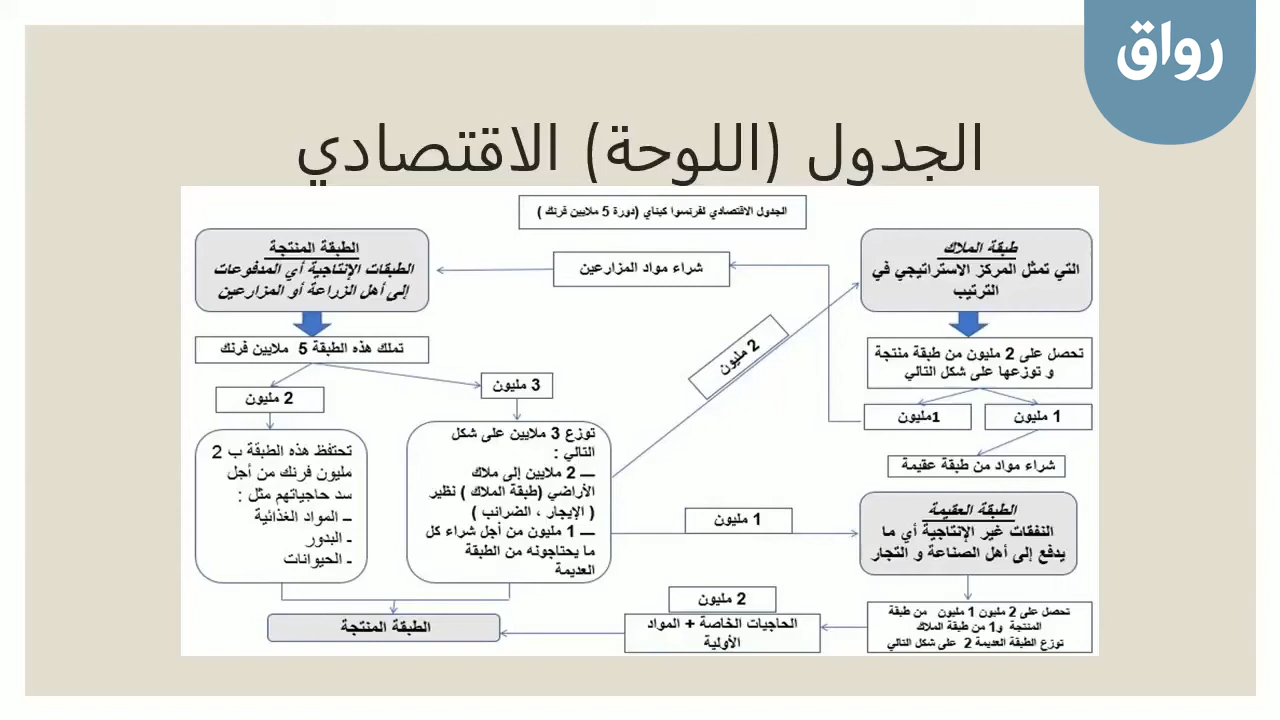 رواق
الجدول (اللوحة) الاقتصادي
الجدول الاقتصادي لفرنسوا كيناي (دورة 5 ملايين فرنك )
طبقة الملاك
التي تمثل المركز الاستراتيجي في
الترتيب
شراء مواد المزارعين
الطبقة المنتجة
الطبقات الإنتاجية أي المدفوعات
إلى أهل الزراعة أو المزارعين
تحصل على 2 مليون من طبقة منتجة
و توزعها على شكل التالي
1 مليون
1مليون
شراء مواد من طبقة عقيمة
2 مليون
تملك هذه الطبقة 5 ملايين فرنك
3 مليون
2 مليون
توزع 3 ملايين على شكل
التالي :
ـــ 2 ملايين إلى ملاك
الأراضي (طبقة الملاك ) نظير
( الإيجار ، الضرائب )
ـــ 1 مليون من أجل شراء كل
ما يحتاجونه من الطبقة
العديمة
تحتفظ هذه الطبقة ب 2
مليون فرنك من أجل
سد حاجياتهم مثل :
ــ المواد الغذائية
ـ البدور
ـ الحيوانات
1 مليون
الطبقة العقيمة
النفقات غير الإنتاجية أي ما
يدفع إلى أهل الصناعة و التجار
تحصل على 2 مليون 1 مليون من طبقة
المنتجة و1 من طبقة الملاك
توزع الطبقة العديمة 2 على شكل التالي
2 مليون
الحاجيات الخاصة + المواد
الأولية
الطبقة المنتجة